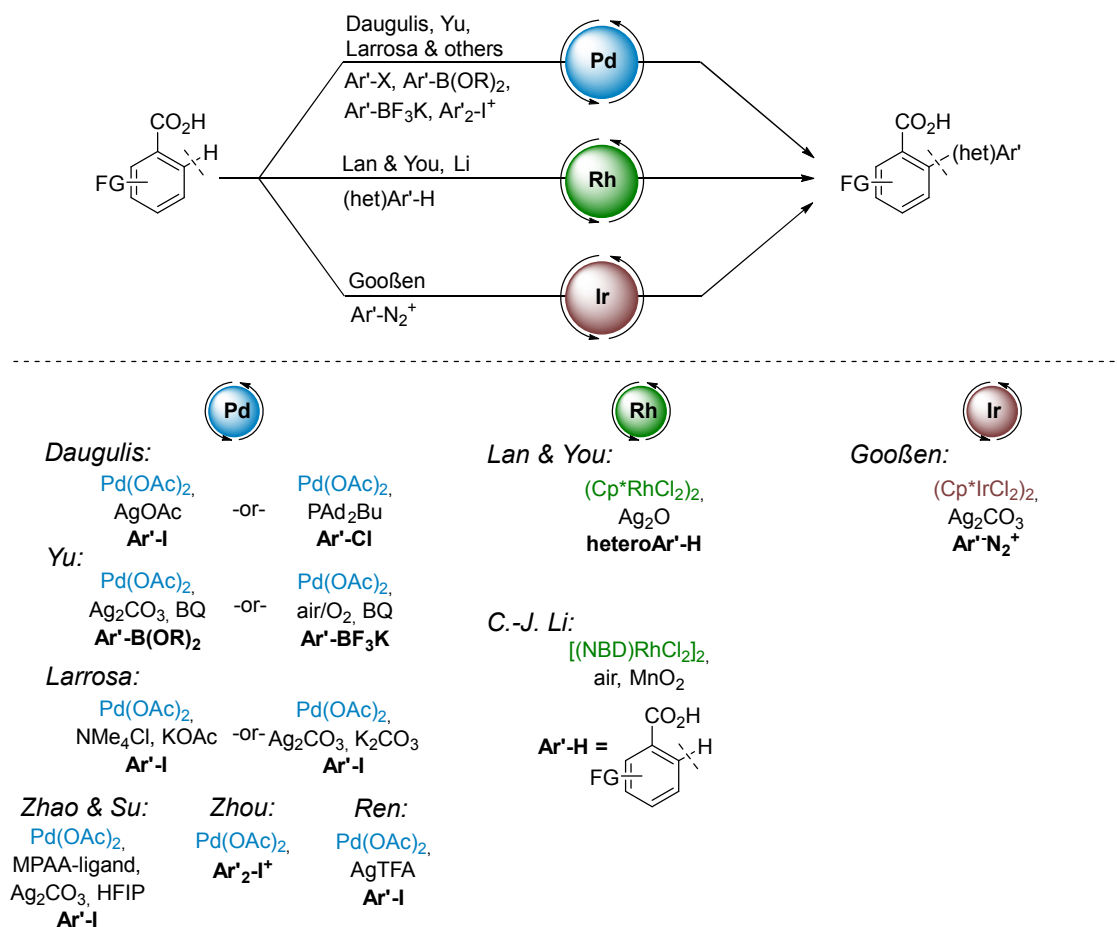 Daugulis, Yu,
Larrosa & others
Ar'-X, Ar'-B(OR)₂,
Ar'-BF₃K, Ar'₂-I⁺
Pd
CO₂H
H
FG
Lan & You, Li
(het)Ar'-H
Rh
CO₂H
(het)Ar'
FG
Gooßen
Ar'-N₂⁺
Ir
Pd
Rh
Ir
Daugulis:
Pd(OAc)₂,
AgOAc
Ar'-I
-or-
Pd(OAc)₂,
PAd₂Bu
Ar'-Cl
Yu:
Pd(OAc)₂,
Ag₂CO₃, BQ
Ar'-B(OR)₂
-or-
Pd(OAc)₂,
air/O₂, BQ
Ar'-BF₃K
Larrosa:
Pd(OAc)₂,
NMe₄Cl, KOAc
Ar'-I
-or-
Pd(OAc)₂,
Ag₂CO₃, K₂CO₃
Ar'-I
Zhao & Su:
Pd(OAc)₂,
MPAA-ligand,
Ag₂CO₃, HFIP
Ar'-I
Zhou:
Pd(OAc)₂,
Ar'₂-I⁺
Ren:
Pd(OAc)₂,
AgTFA
Ar'-I
Lan & You:
(Cp*RhCl₂)₂,
Ag₂O
heteroAr'-H
C.-J. Li:
[(NBD)RhCl₂]₂,
air, MnO₂
Ar'-H =
CO₂H
H
FG
Gooßen:
(Cp*IrCl₂)₂,
Ag₂CO₃
Ar'-N₂⁺